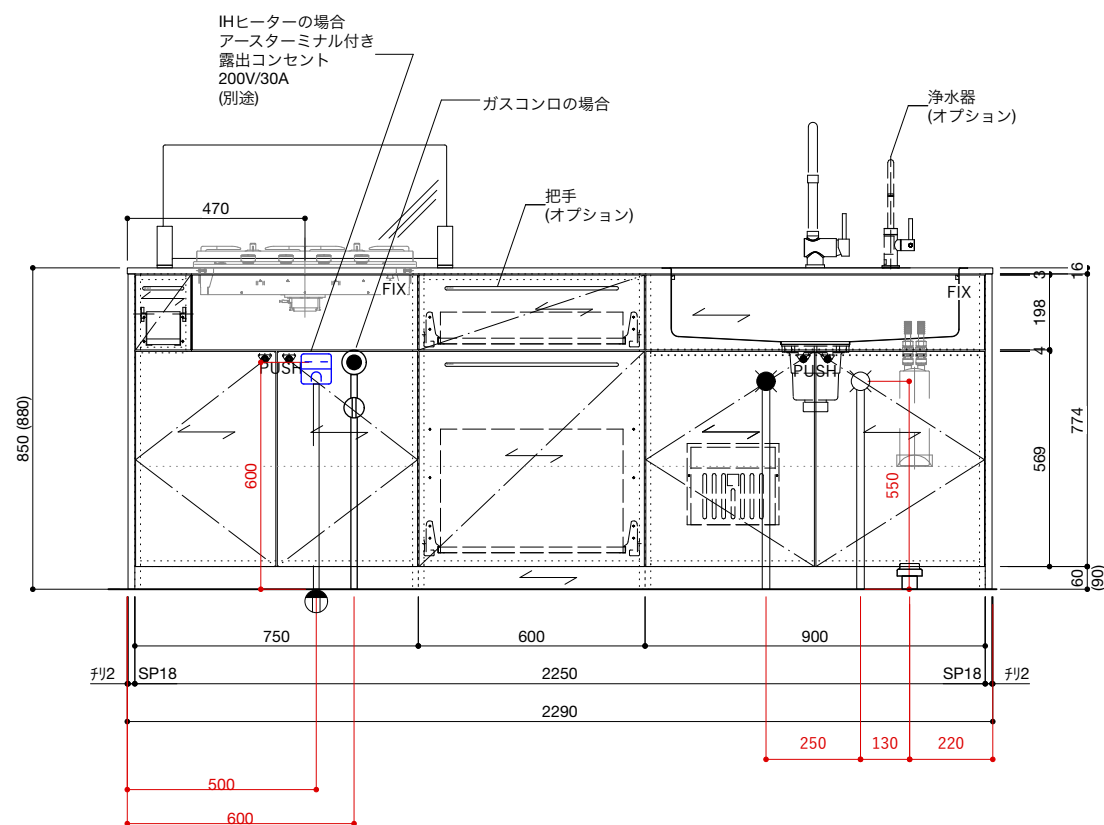 IHヒーターの場合
アースターミナル付き
露出コンセント
200V/30A
(別途)
ガスコンロの場合
浄水器
(オプション)
把手
(オプション)
470
FIX
FIX
16
3
198
4
PUSH
PUSH
850 (880)
774
569
600
550
60
(90)
750
600
900
ﾁﾘ2
SP18
2250
SP18
ﾁﾘ2
2290
250
130
220
500
600